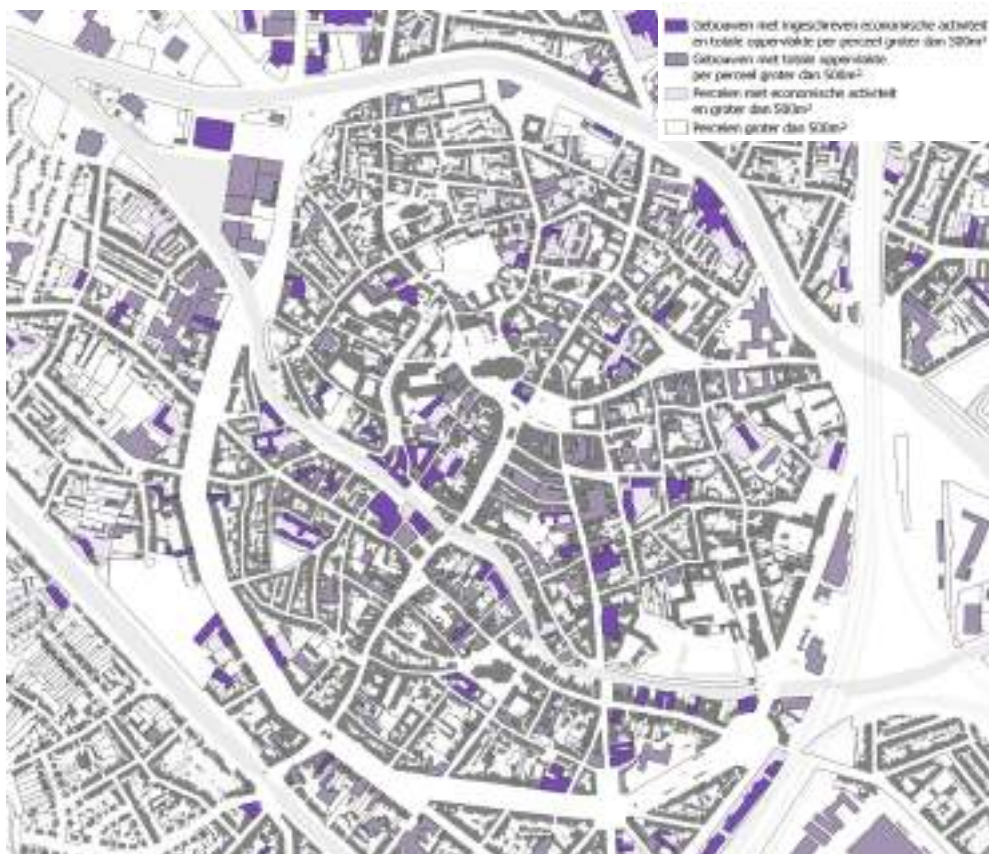 Gebouwen met ingeschreven economische activiteit
en totale oppervlakte per perceel groter dan 500m²
Gebouwen met totale oppervlakte
per perceel groter dan 500m²
Percelen met economische activiteit
en groter dan 500m²
Percelen groter dan 500m²